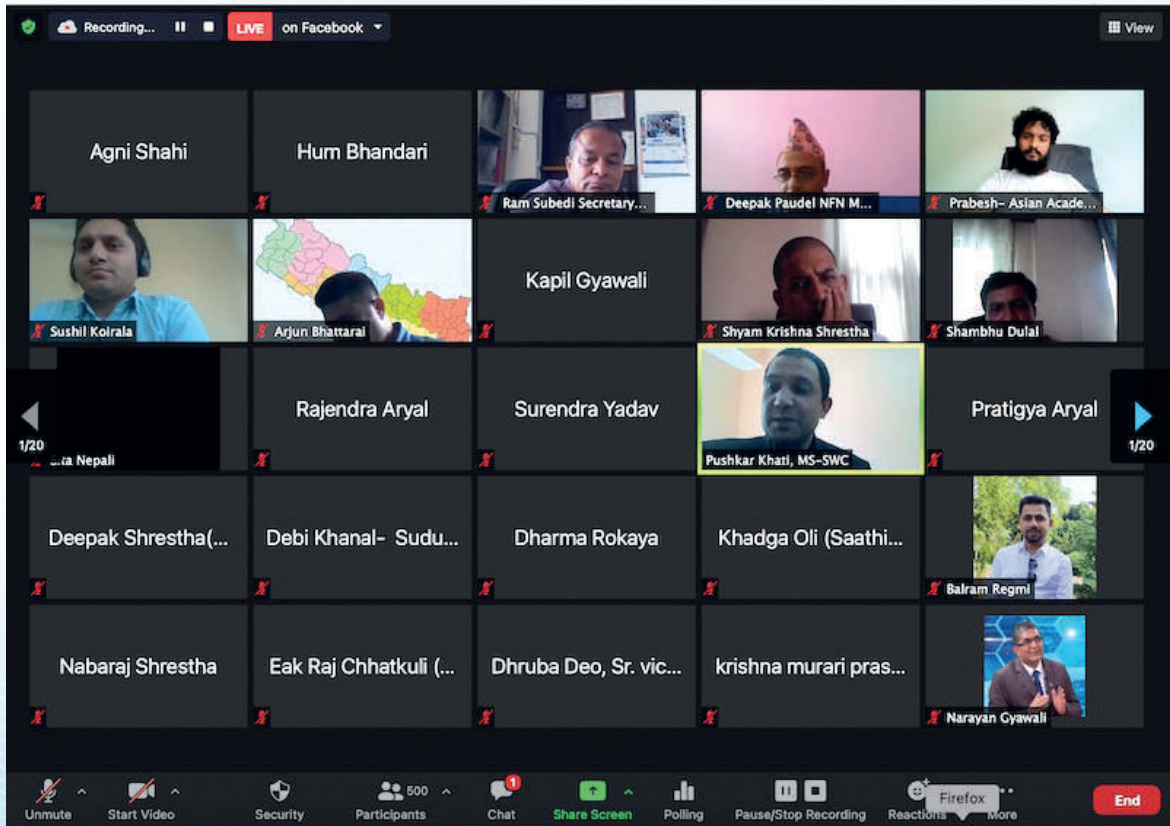 Recording...
LIVE on Facebook
View
Agni Shahi
Hum Bhandari
Ram Subedi Secretary...
Deepak Paudel NFN M...
Prabesh- Asian Acade...
Sushil Koirala
Arjun Bhattarai
Kapil Gyawali
Shyam Krishna Shrestha
Shambhu Dulal
1/20
Nepali
Rajendra Aryal
Surendra Yadav
Pushkar Khati, MS-SWC
Pratigya Aryal
1/20
Deepak Shrestha(...
Debi Khanal- Sudu...
Dharma Rokaya
Khadga Oli (Saathi...
Balram Regmi
Nabaraj Shrestha
Eak Raj Chhatkuli (...
Dhruba Deo, Sr. vic...
krishna murari pras...
Narayan Gyawali
Unmute
Start Video
Security
500
Participants
1
Chat
Share Screen
Polling
Pause/Stop Recording
Reactions
Firefox
More
End